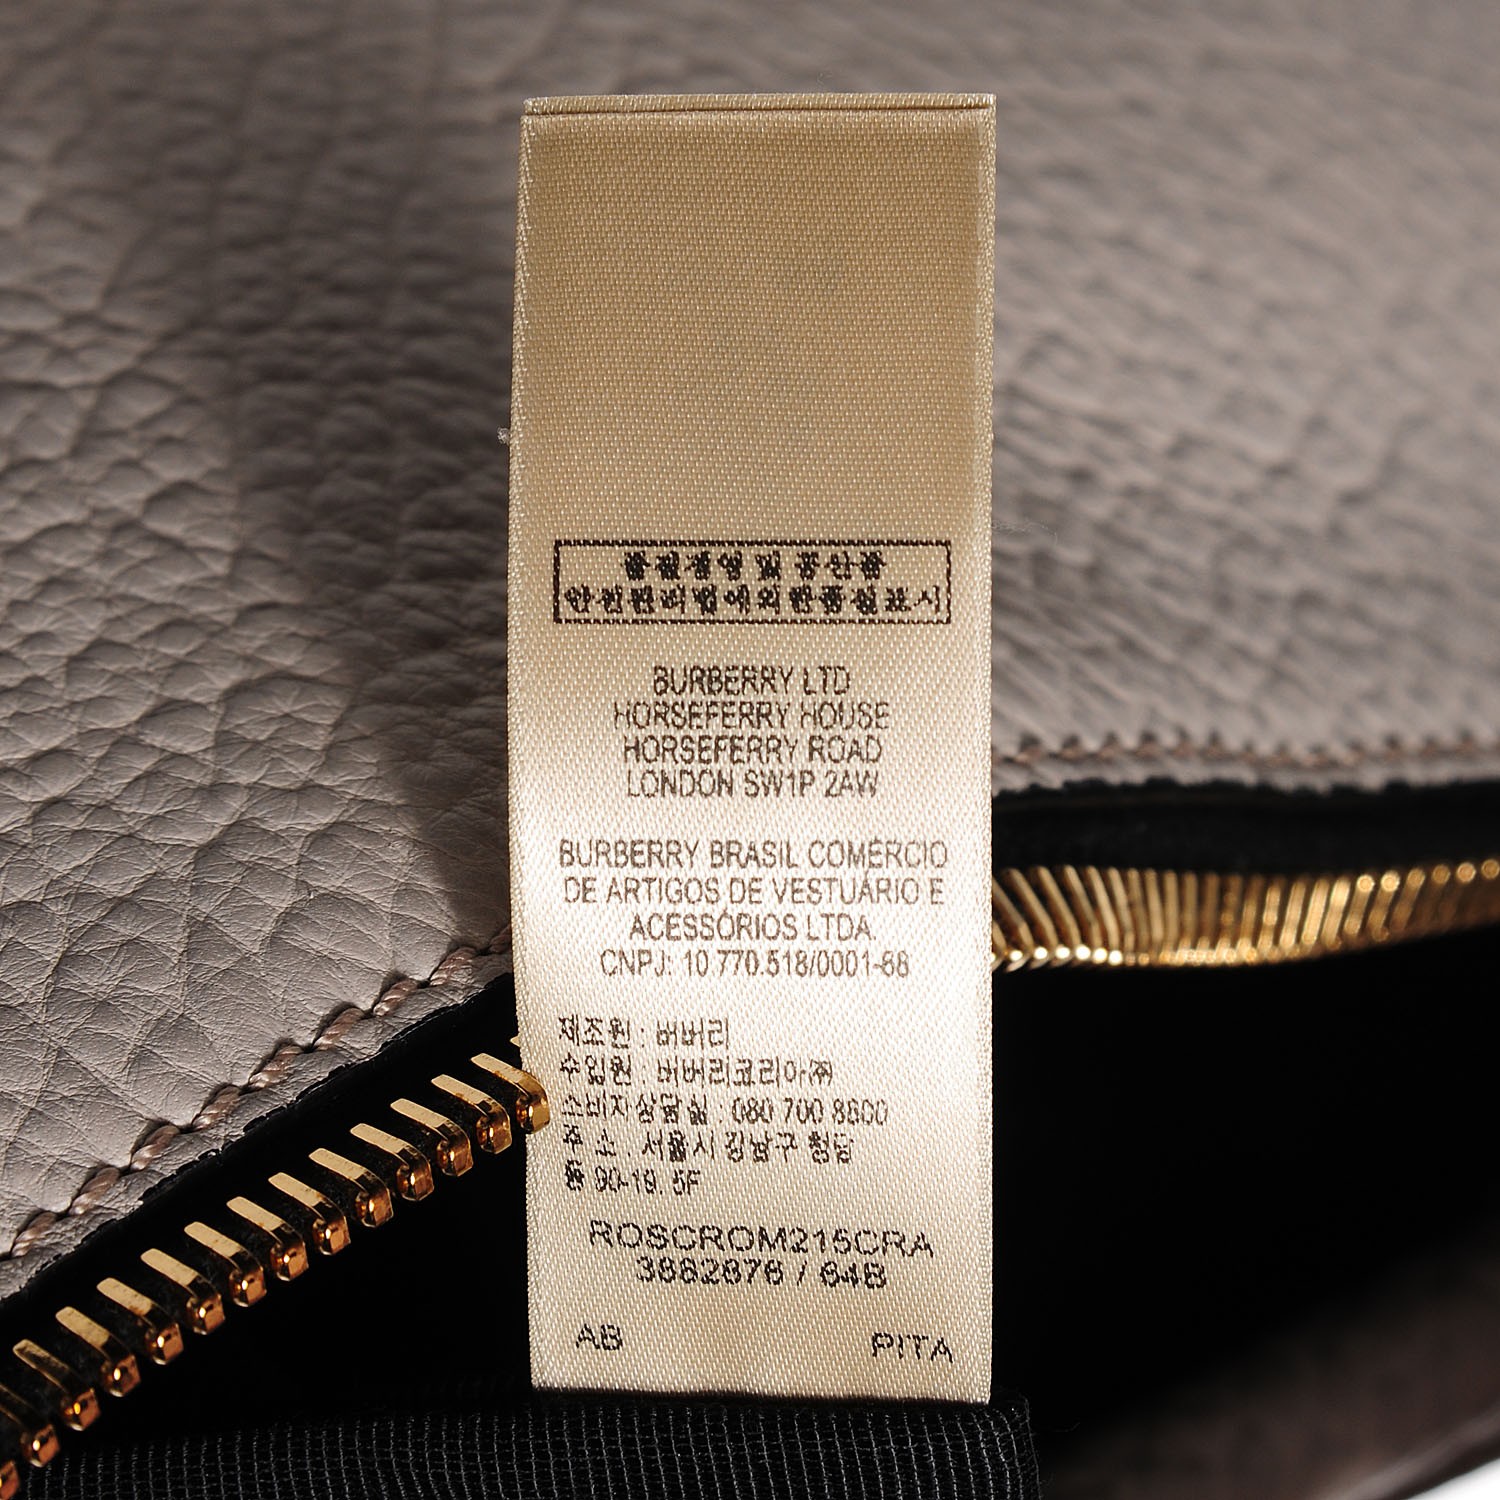 품질경영 및 공산품
안전관리법에의한품질표시
BURBERRY LTD
HORSEFERRY HOUSE
HORSEFERRY ROAD
LONDON SW1P 2AW
BURBERRY BRASIL COMÉRCIO
DE ARTIGOS DE VESTUÁRIO E
ACESSÓRIOS LTDA.
CNPJ: 10.770.518/0001-68
제조원 : 버버리
수입원 : 버버리코리아㈜
소비자상담실 : 080 700 8800
주 소 : 서울시 강남구 청담
동 90-19. 5F
ROSCROM215CRA
3882676 / 64B
AB PITA